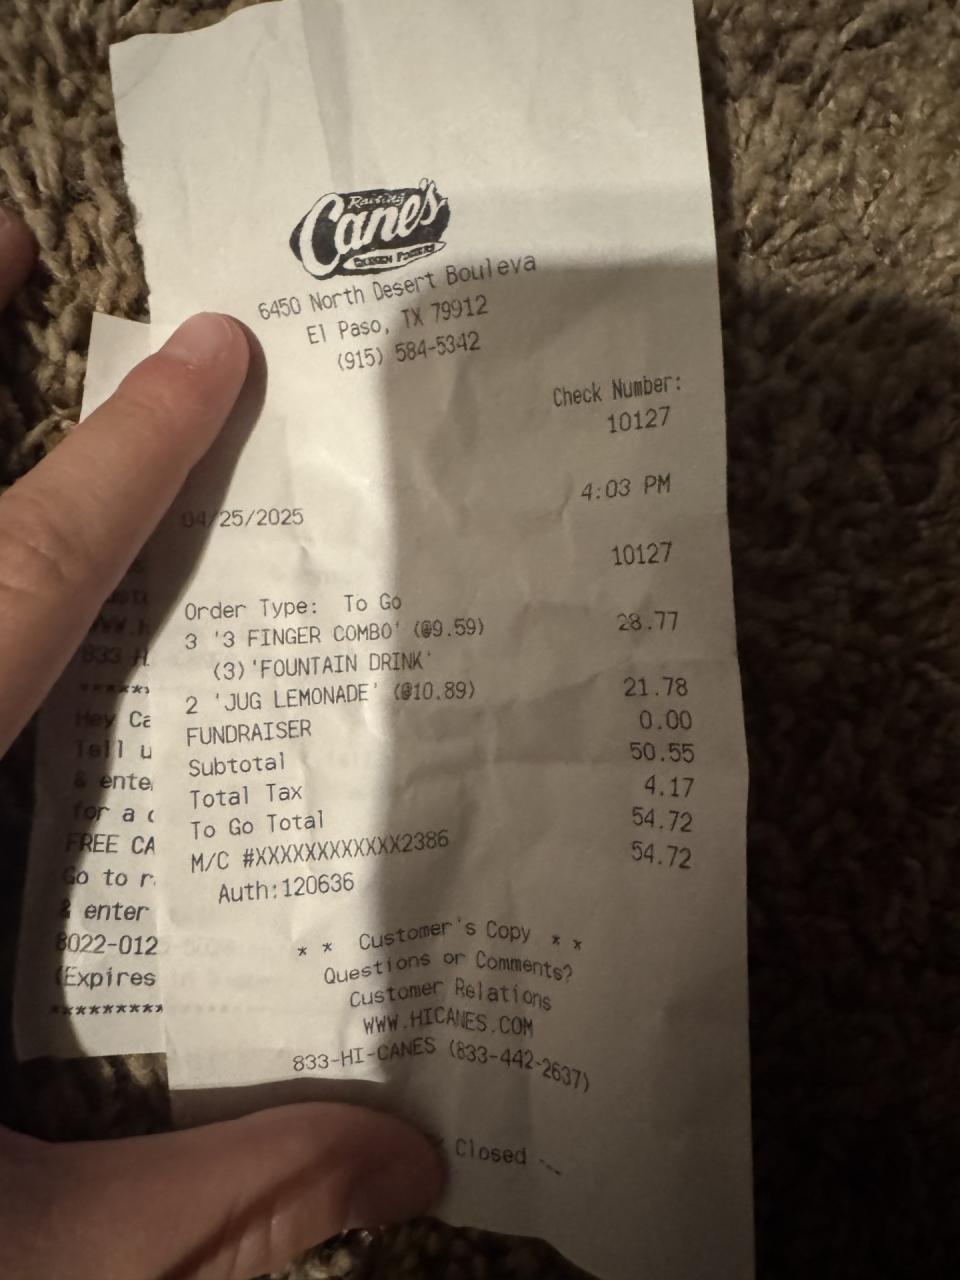 Raising
Cane's
CHICKEN FINGERS
6450 North Desert Bouleva
El Paso, TX 79912
(915) 584-5342
Check Number:
10127
4:03 PM
04/25/2025
10127
Order Type: To Go
3 '3 FINGER COMBO' (@9.59) 28.77
(3)'FOUNTAIN DRINK'
2 'JUG LEMONADE' (@10.89) 21.78
FUNDRAISER 0.00
Subtotal 50.55
Total Tax 4.17
To Go Total 54.72
M/C #XXXXXXXXXXXX2386 54.72
Auth:120636
* * Customer's Copy * *
Questions or Comments?
Customer Relations
WWW.HICANES.COM
833-HI-CANES (833-442-2637)
Closed --
833 H
*****
Hey Ca
Tell u
& ente
for a
FREE CA
Go to r
& enter
8022-012
(Expires
*********